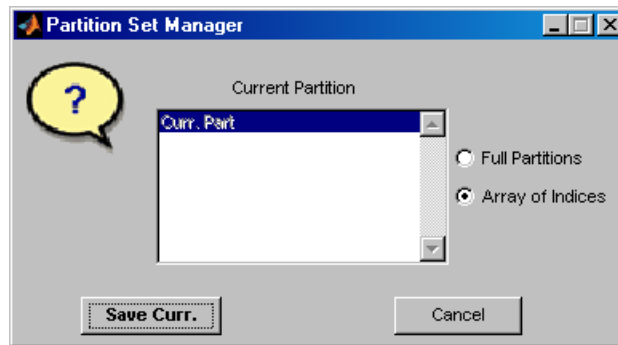 Partition Set Manager
?
Current Partition
Curr. Part
Full Partitions
Array of Indices
Save Curr.
Cancel